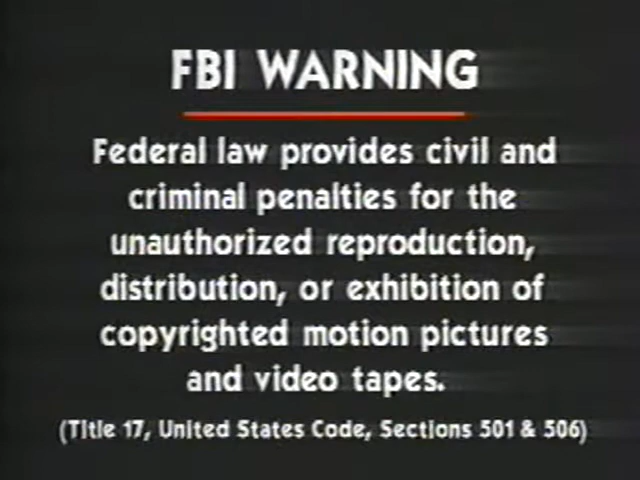 FBI WARNING
Federal law provides civil and
criminal penalties for the
unauthorized reproduction,
distribution, or exhibition of
copyrighted motion pictures
and video tapes.
(Title 17, United States Code, Sections 501 & 506)